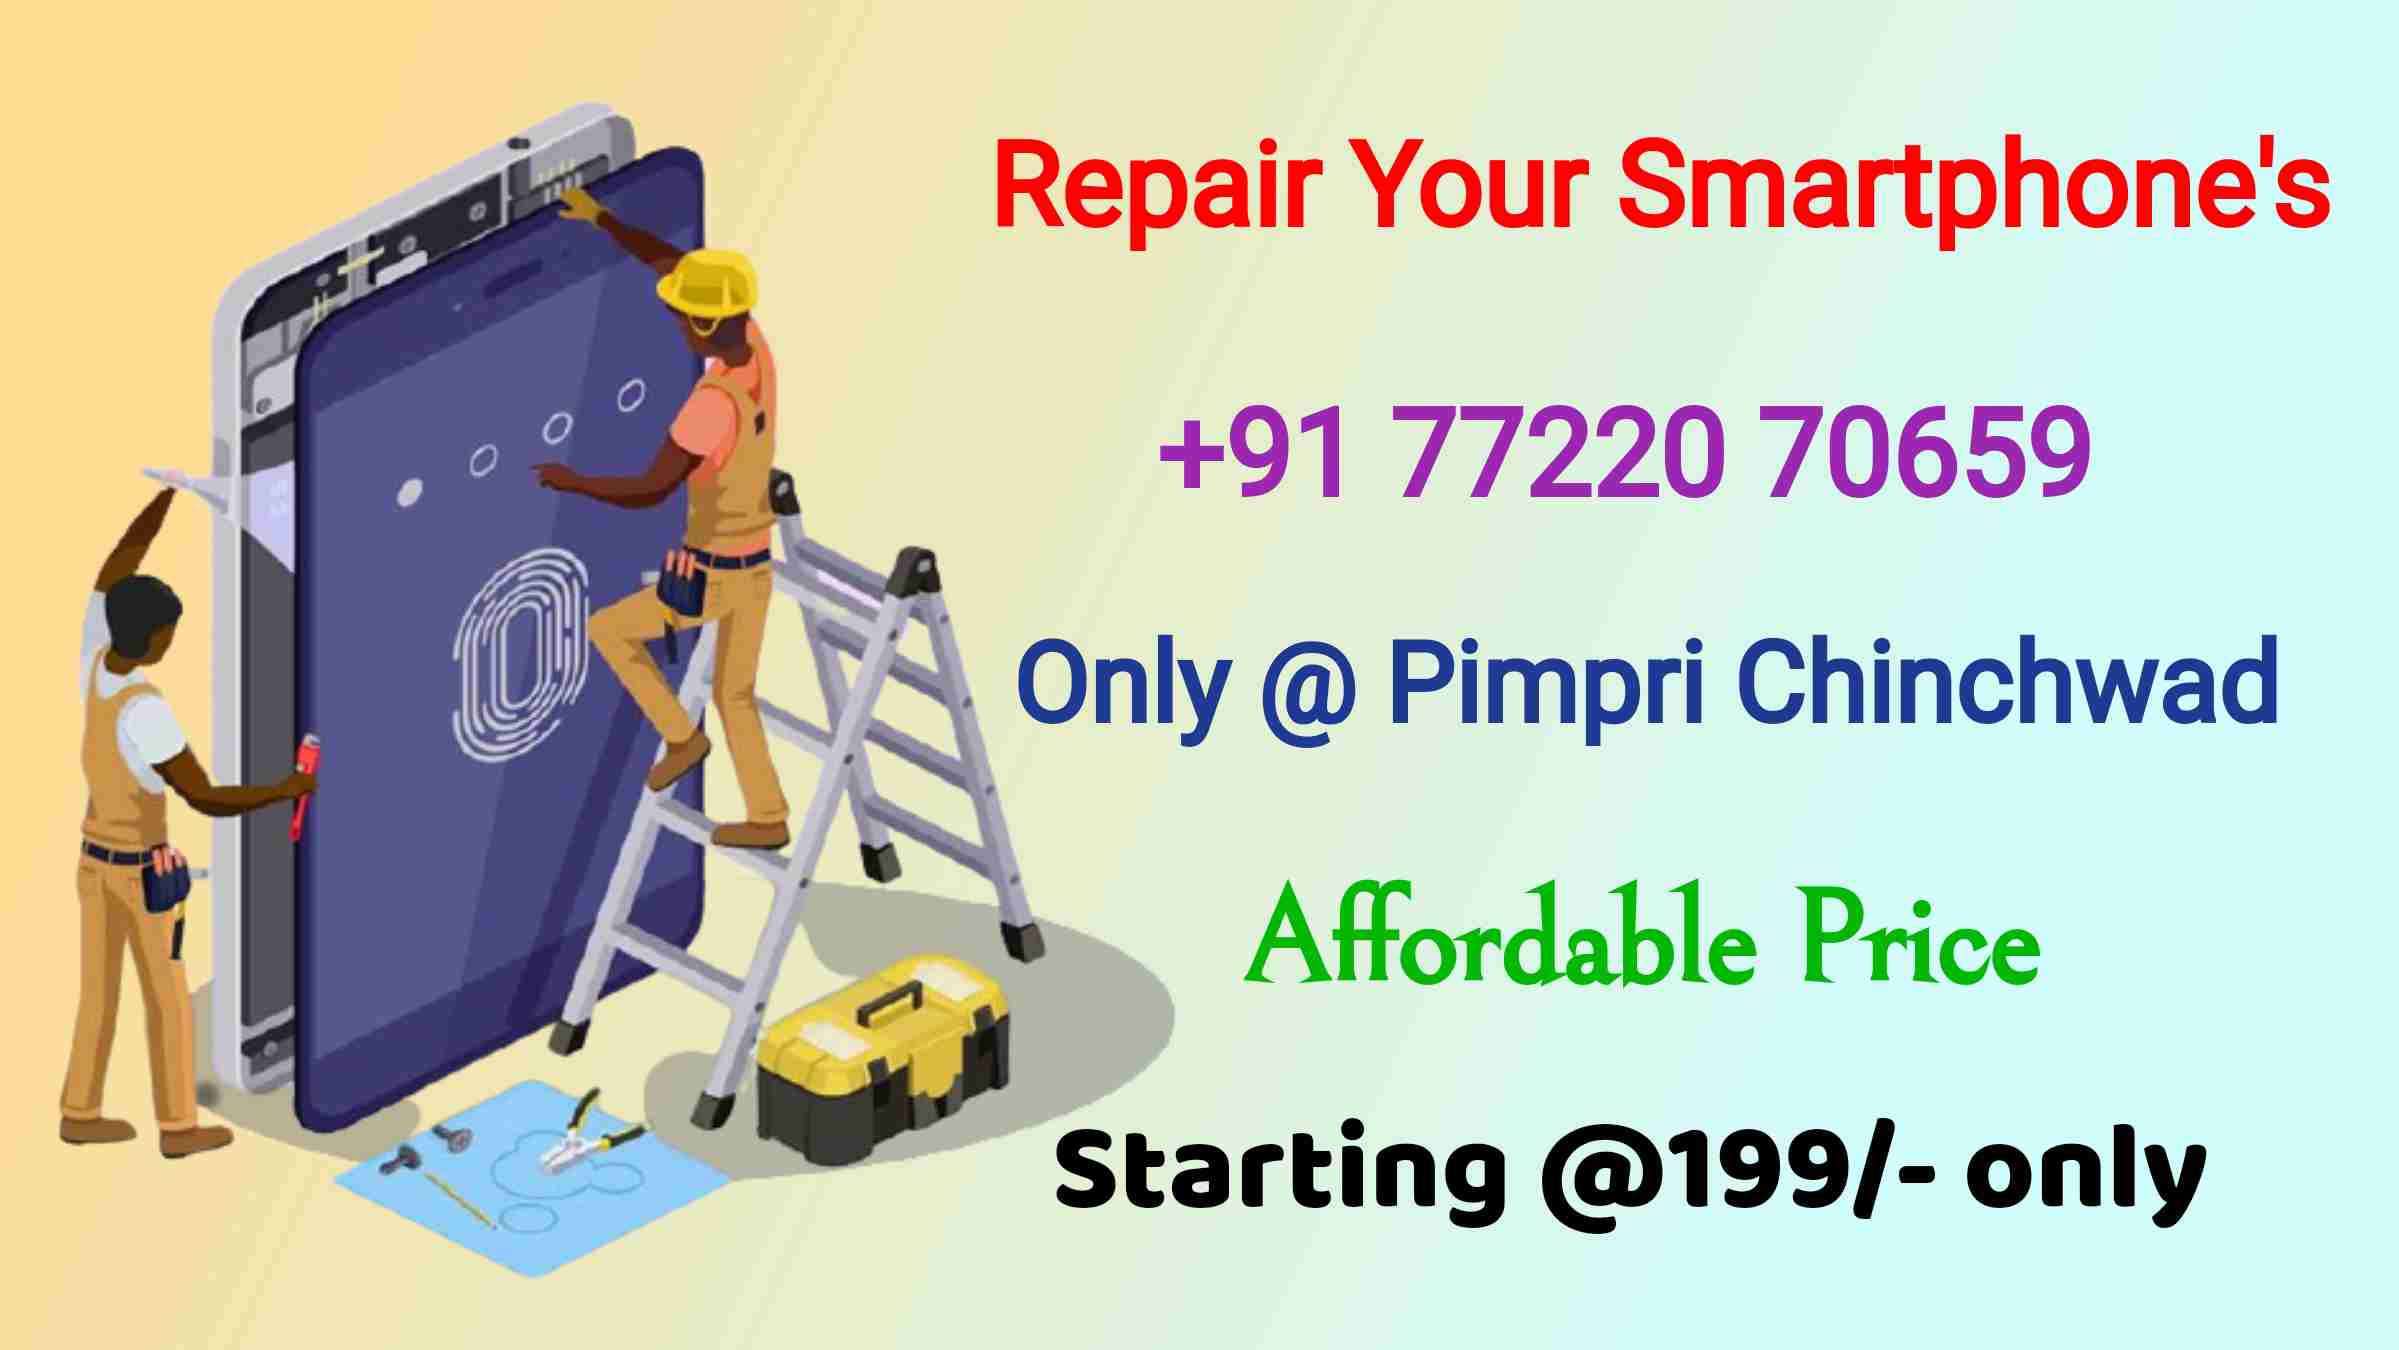 Repair Your Smartphone's
+91 77220 70659
Only @ Pimpri Chinchwad
Affordable Price
Starting @199/- only